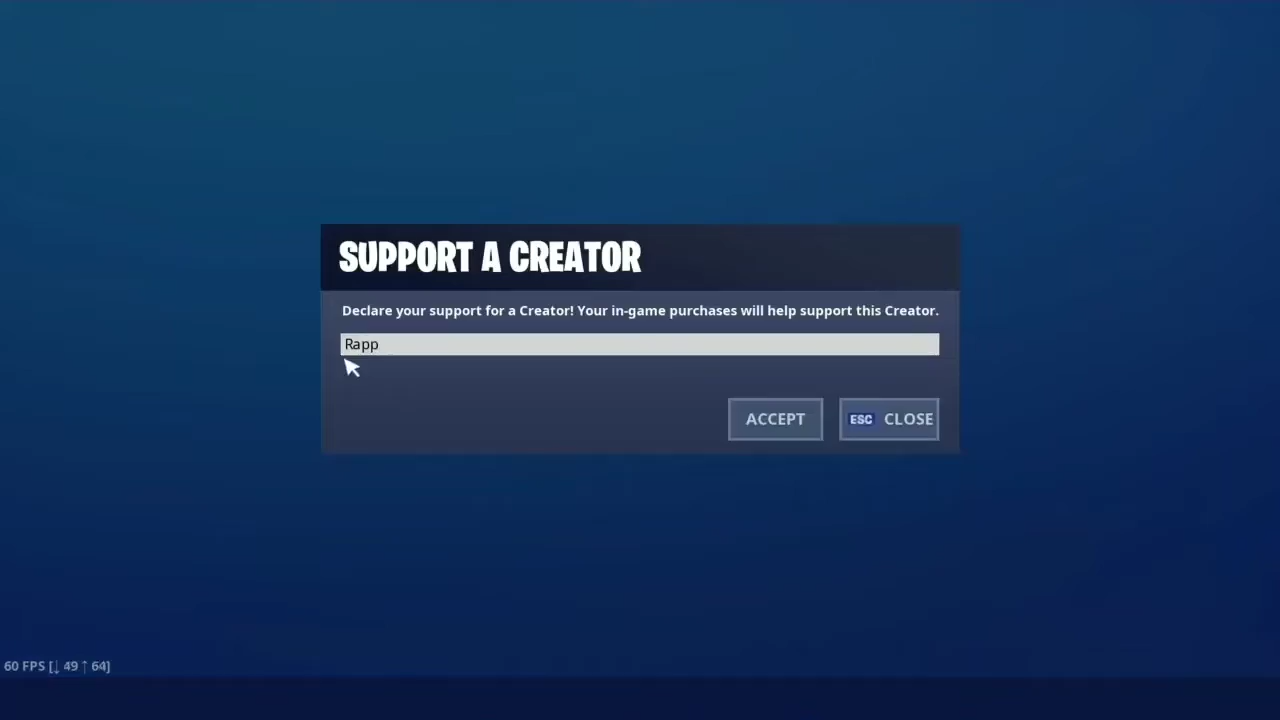 SUPPORT A CREATOR
Declare your support for a Creator! Your in-game purchases will help support this Creator.
Rapp
ACCEPT
ESC CLOSE
60 FPS [↓ 49 ↑ 64]